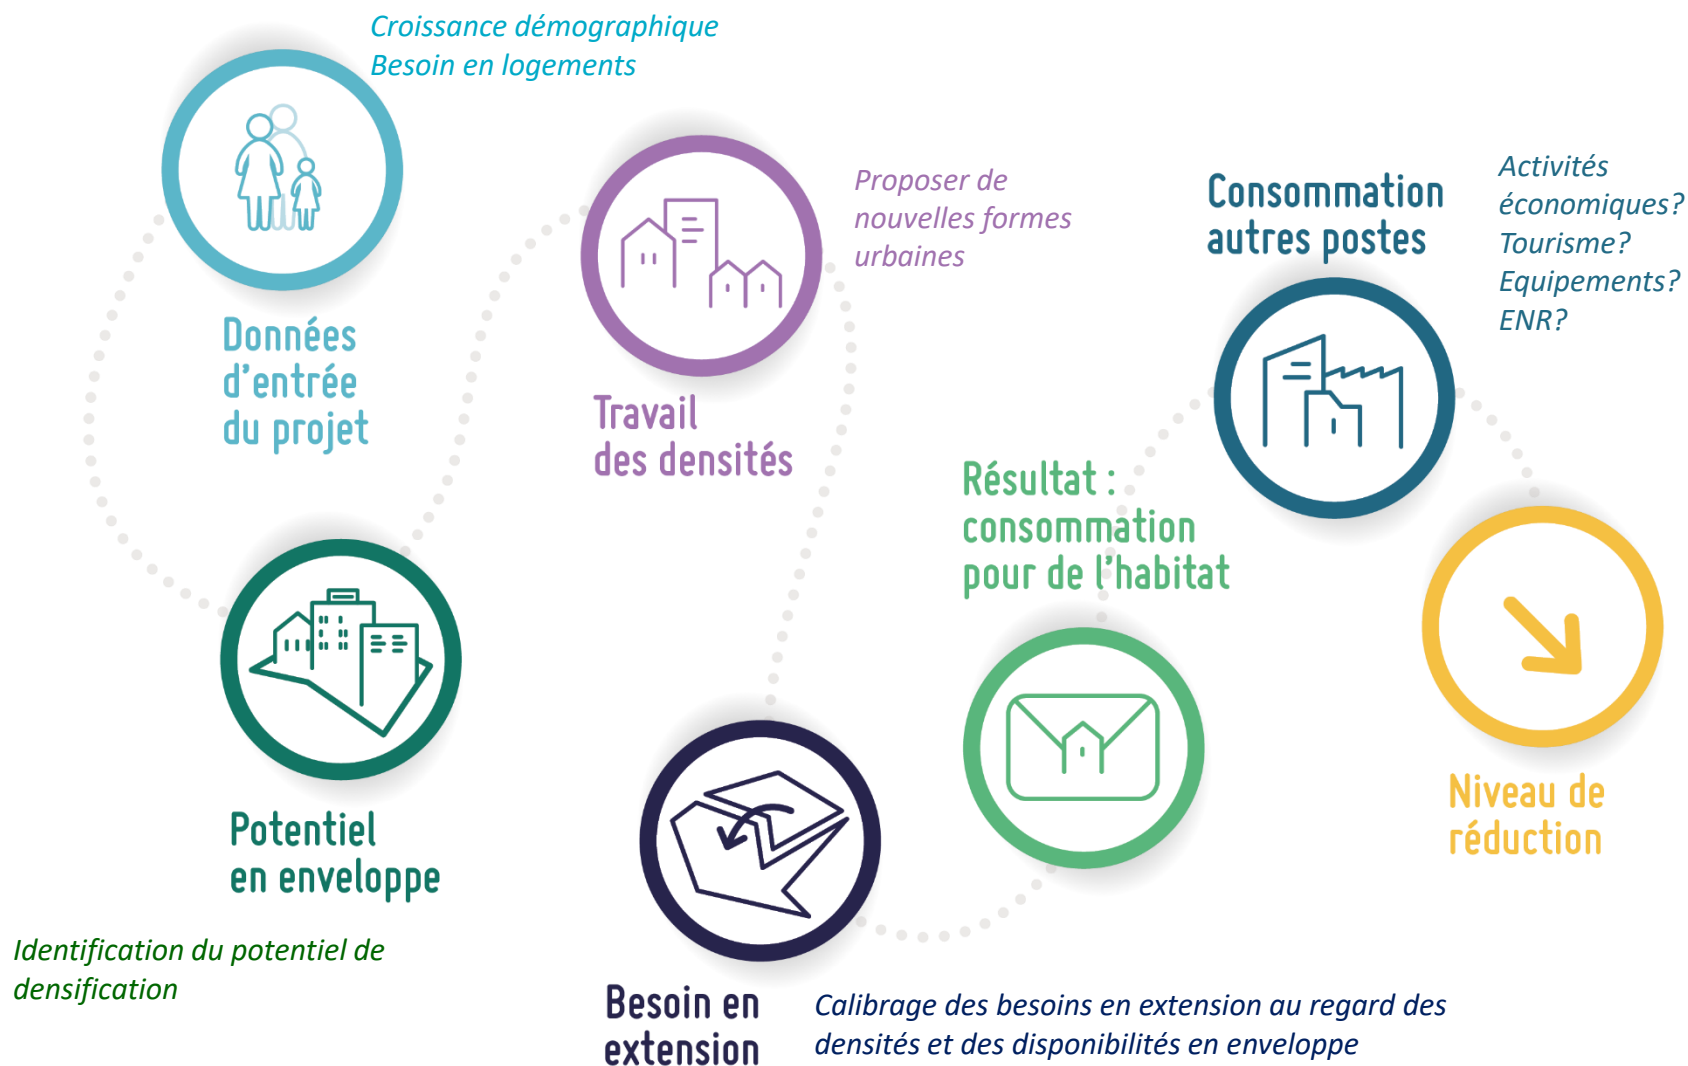 Croissance démographique
Besoin en logements
Données
d'entrée
du projet
Potentiel
en enveloppe
Identification du potentiel de
densification
Proposer de
nouvelles formes
urbaines
Travail
des densités
Besoin en
extension
Calibrage des besoins en extension au regard des
densités et des disponibilités en enveloppe
Résultat :
consommation
pour de l'habitat
Consommation
autres postes
Activités
économiques?
Tourisme?
Equipements?
ENR?
Niveau de
réduction